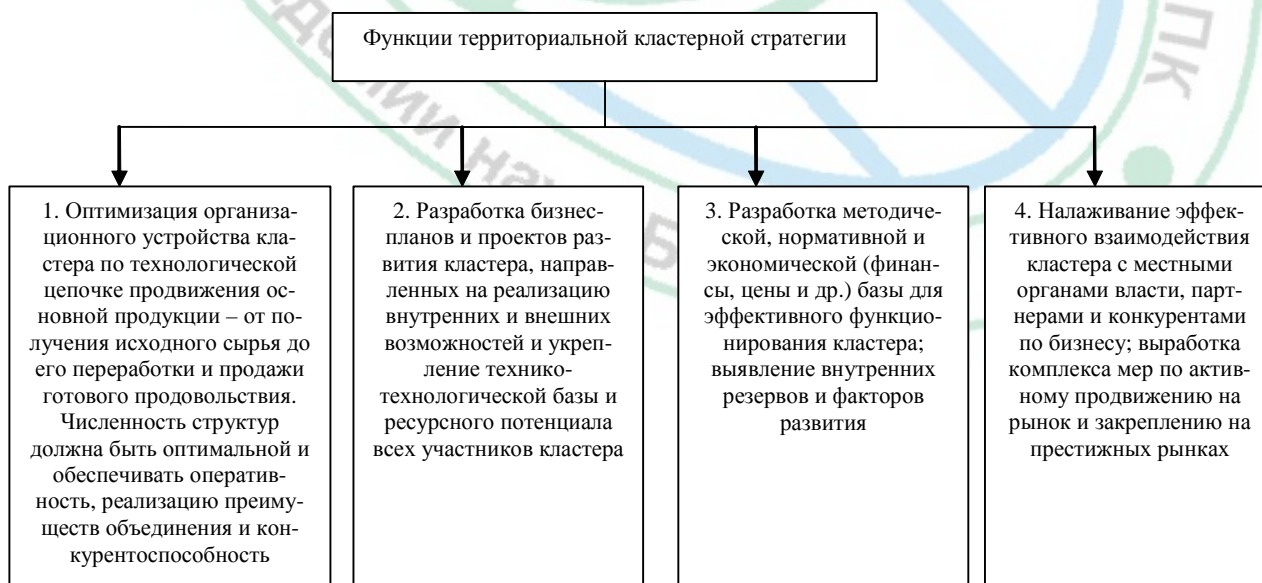 Функции территориальной кластерной стратегии
1. Оптимизация организа-
ционного устройства кла-
стера по технологической
цепочке продвижения ос-
новной продукции – от по-
лучения исходного сырья до
его переработки и продажи
готового продовольствия.
Численность структур
должна быть оптимальной и
обеспечивать оператив-
ность, реализацию преиму-
ществ объединения и кон-
курентоспособность
2. Разработка бизнес-
планов и проектов раз-
вития кластера, направ-
ленных на реализацию
внутренних и внешних
возможностей и укреп-
ление технико-
технологической базы и
ресурсного потенциала
всех участников кластера
3. Разработка методиче-
ской, нормативной и
экономической (финан-
сы, цены и др.) базы для
эффективного функцио-
нирования кластера;
выявление внутренних
резервов и факторов
развития
4. Налаживание эффек-
тивного взаимодействия
кластера с местными
органами власти, парт-
нерами и конкурентами
по бизнесу; выработка
комплекса мер по актив-
ному продвижению на
рынок и закреплению на
престижных рынках
ПК